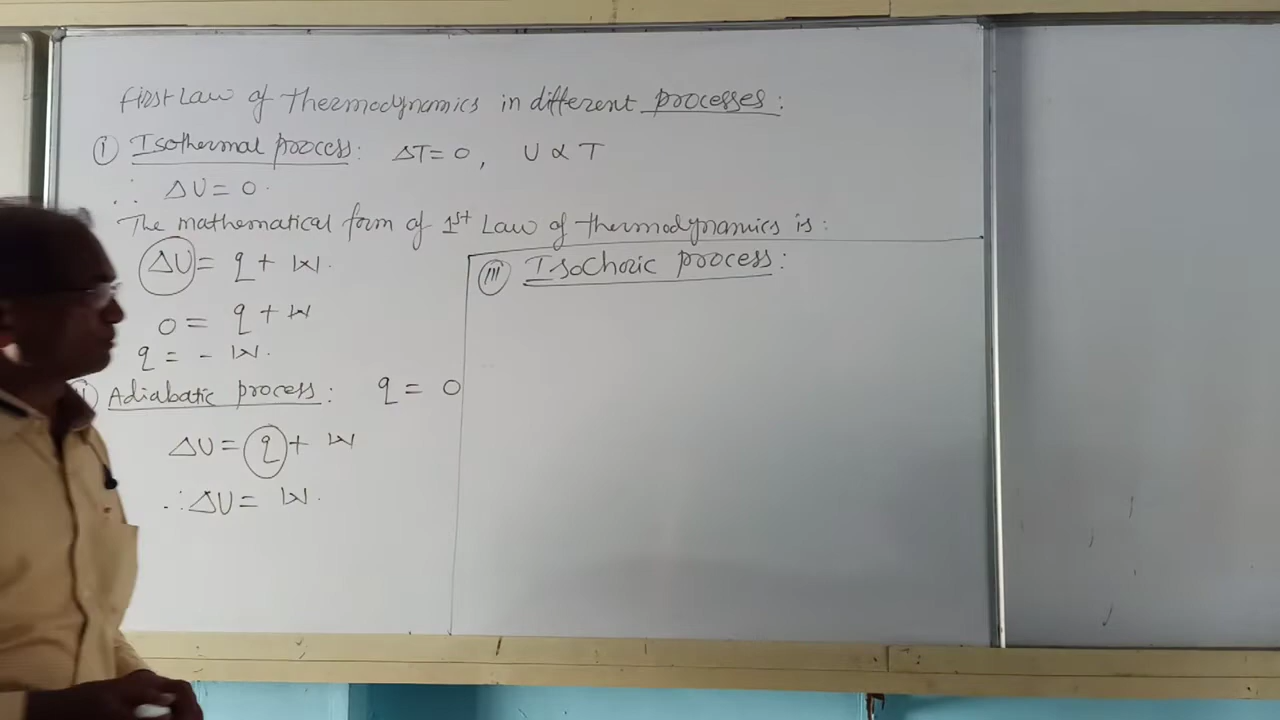 First Law of Thermodynamics in different processes:
(i) Isothermal process: ΔT = 0, U ∝ T
∴ ΔU = 0.
The mathematical form of 1st Law of thermodynamics is:
ΔU = q + W.
0 = q + W
q = - W.
Adiabatic process: q = 0
ΔU = q + W
∴ ΔU = W.
(iii) Isochoric process: